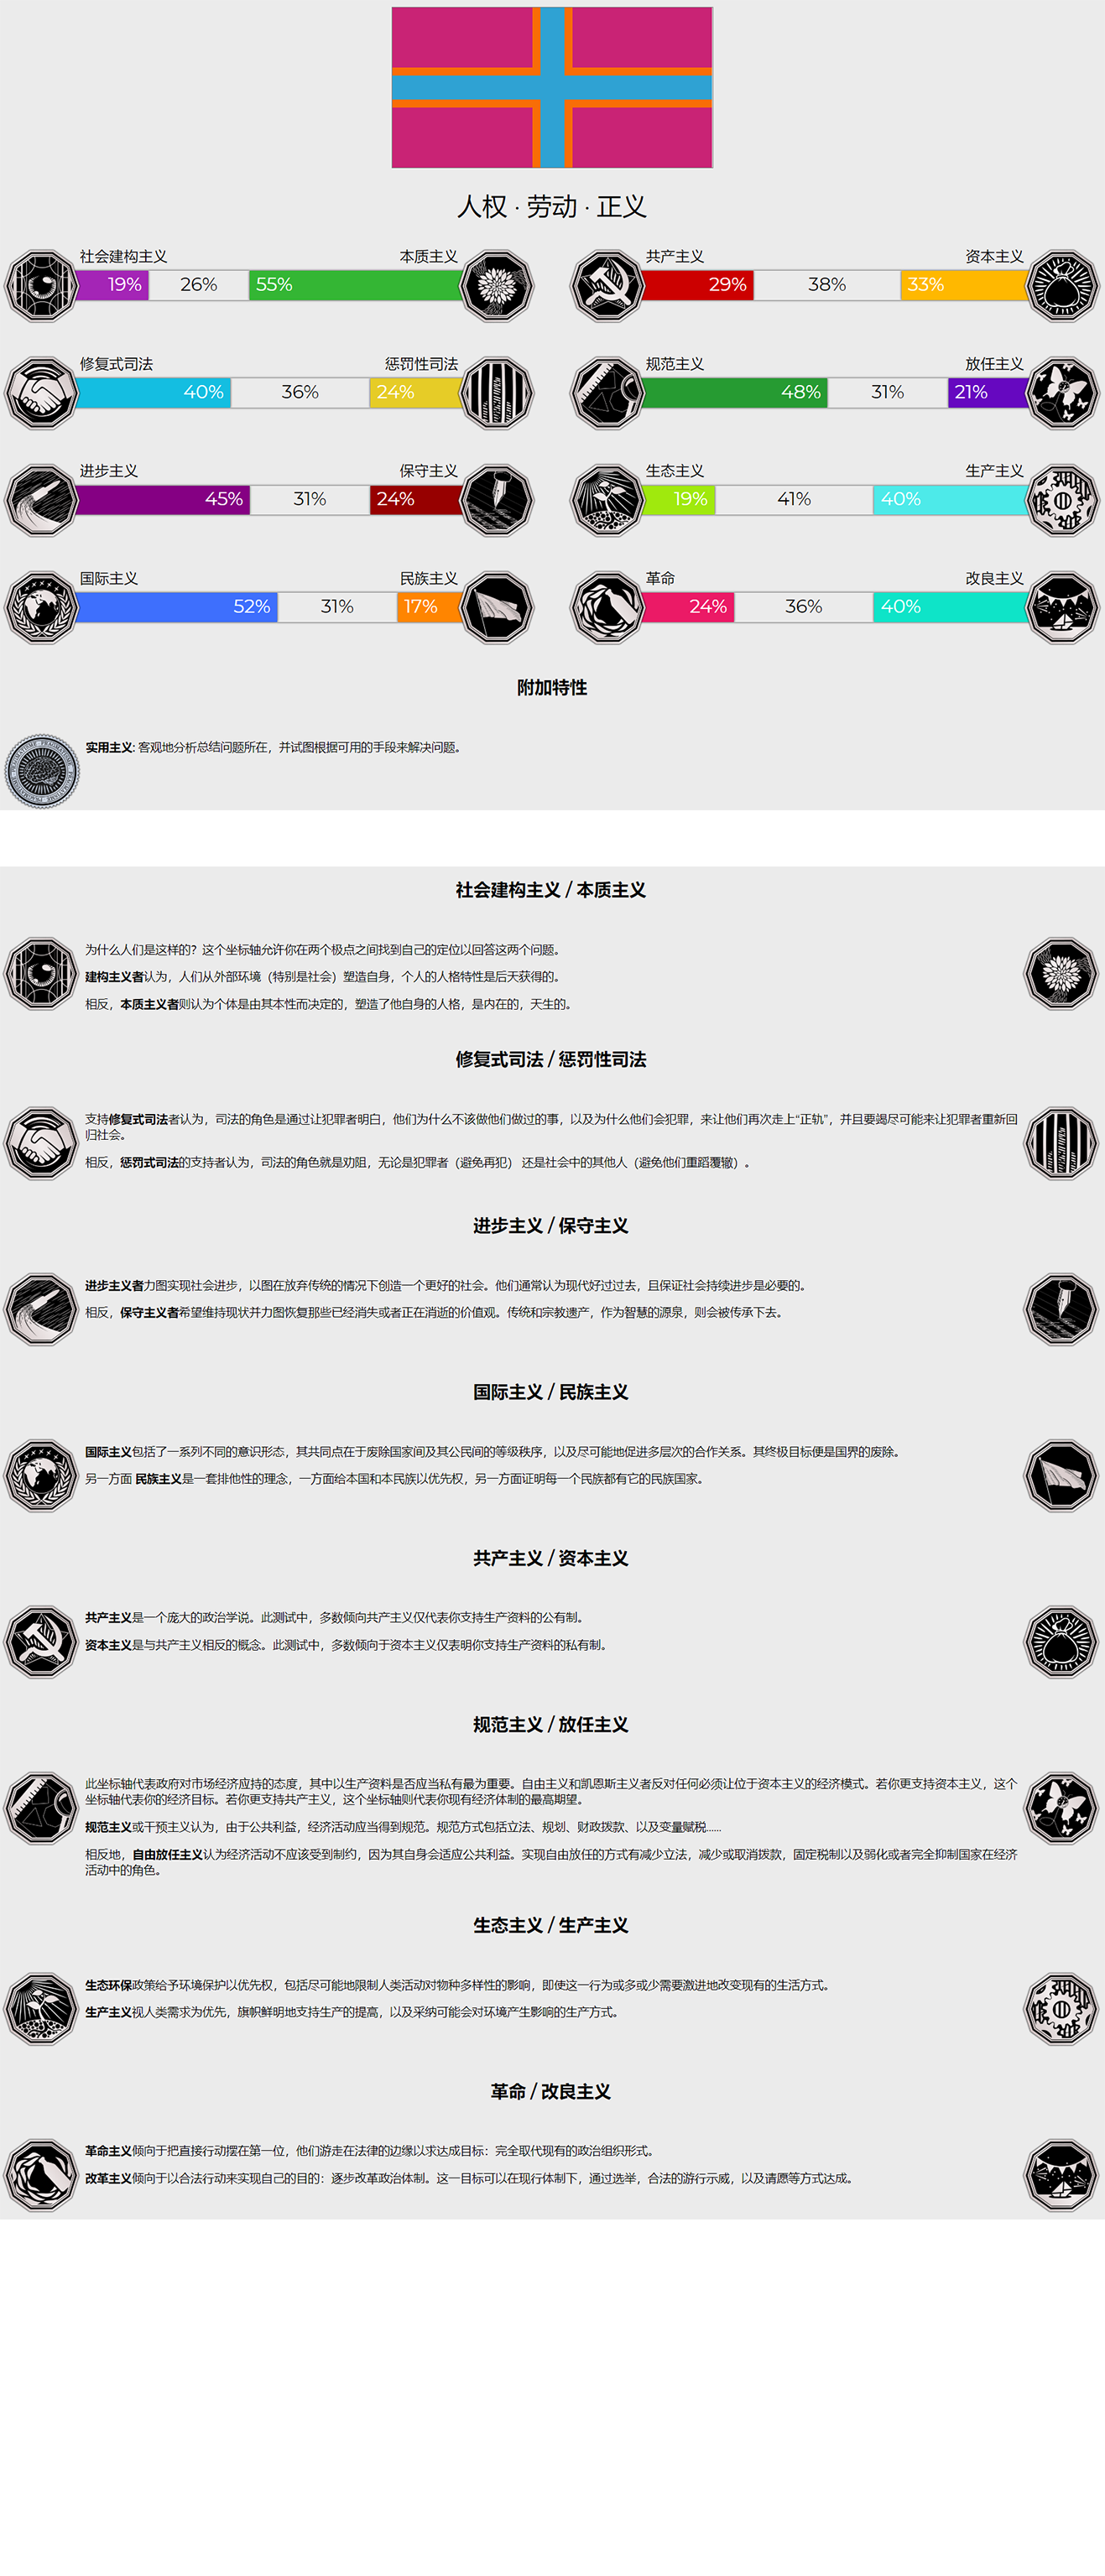 人权 · 劳动 · 正义
社会建构主义 本质主义
19% 26% 55%
共产主义 资本主义
29% 38% 33%
修复式司法 惩罚性司法
40% 36% 24%
规范主义 放任主义
48% 31% 21%
进步主义 保守主义
45% 31% 24%
生态主义 生产主义
19% 41% 40%
国际主义 民族主义
52% 31% 17%
革命 改良主义
24% 36% 40%
附加特性
实用主义: 客观地分析总结问题所在，并试图根据可用的手段来解决问题。
社会建构主义 / 本质主义
为什么人们是这样的？这个坐标轴允许你在两个极点之间找到自己的定位以回答这两个问题。
建构主义者认为，人们从外部环境（特别是社会）塑造自身，个人的人格特性是后天获得的。
相反，本质主义者则认为个体是由其本性而决定的，塑造了他自身的人格，是内在的，天生的。
修复式司法 / 惩罚性司法
支持修复式司法者认为，司法的角色是通过让犯罪者明白，他们为什么不该做他们做过的事，以及为什么他们会犯罪，来让他们再次走上“正轨”，并且要竭尽可能来让犯罪者重新回
归社会。
相反，惩罚式司法的支持者认为，司法的角色就是劝阻，无论是犯罪者（避免再犯） 还是社会中的其他人（避免他们重蹈覆辙）。
进步主义 / 保守主义
进步主义者力图实现社会进步，以图在放弃传统的情况下创造一个更好的社会。他们通常认为现代好过过去，且保证社会持续进步是必要的。
相反，保守主义者希望维持现状并力图恢复那些已经消失或者正在消逝的价值观。传统和宗教遗产，作为智慧的源泉，则会被传承下去。
国际主义 / 民族主义
国际主义包括了一系列不同的意识形态，其共同点在于废除国家间及其公民间的等级秩序，以及尽可能地促进多层次的合作关系。其终极目标便是国界的废除。
另一方面 民族主义是一套排他性的理念，一方面给本国和本民族以优先权，另一方面证明每一个民族都有它的民族国家。
共产主义 / 资本主义
共产主义是一个庞大的政治学说。此测试中，多数倾向共产主义仅代表你支持生产资料的公有制。
资本主义是与共产主义相反的概念。此测试中，多数倾向于资本主义仅表明你支持生产资料的私有制。
规范主义 / 放任主义
此坐标轴代表政府对市场经济应持的态度，其中以生产资料是否应当私有最为重要。自由主义和凯恩斯主义者反对任何必须让位于资本主义的经济模式。若你更支持资本主义，这个
坐标轴代表你的经济目标。若你更支持共产主义，这个坐标轴则代表你现有经济体制的最高期望。
规范主义或干预主义认为，由于公共利益，经济活动应当得到规范。规范方式包括立法、规划、财政拨款、以及变量赋税......
相反地，自由放任主义认为经济活动不应该受到制约，因为其自身会适应公共利益。实现自由放任的方式有减少立法，减少或取消拨款，固定税制以及弱化或者完全抑制国家在经济
活动中的角色。
生态主义 / 生产主义
生态环保政策给予环境保护以优先权，包括尽可能地限制人类活动对物种多样性的影响，即使这一行为或多或少需要激进地改变现有的生活方式。
生产主义视人类需求为优先，旗帜鲜明地支持生产的提高，以及采纳可能会对环境产生影响的生产方式。
革命 / 改良主义
革命主义倾向于把直接行动摆在第一位，他们游走在法律的边缘以求达成目标：完全取代现有的政治组织形式。
改革主义倾向于以合法行动来实现自己的目的：逐步改革政治体制。这一目标可以在现行体制下，通过选举，合法的游行示威，以及请愿等方式达成。